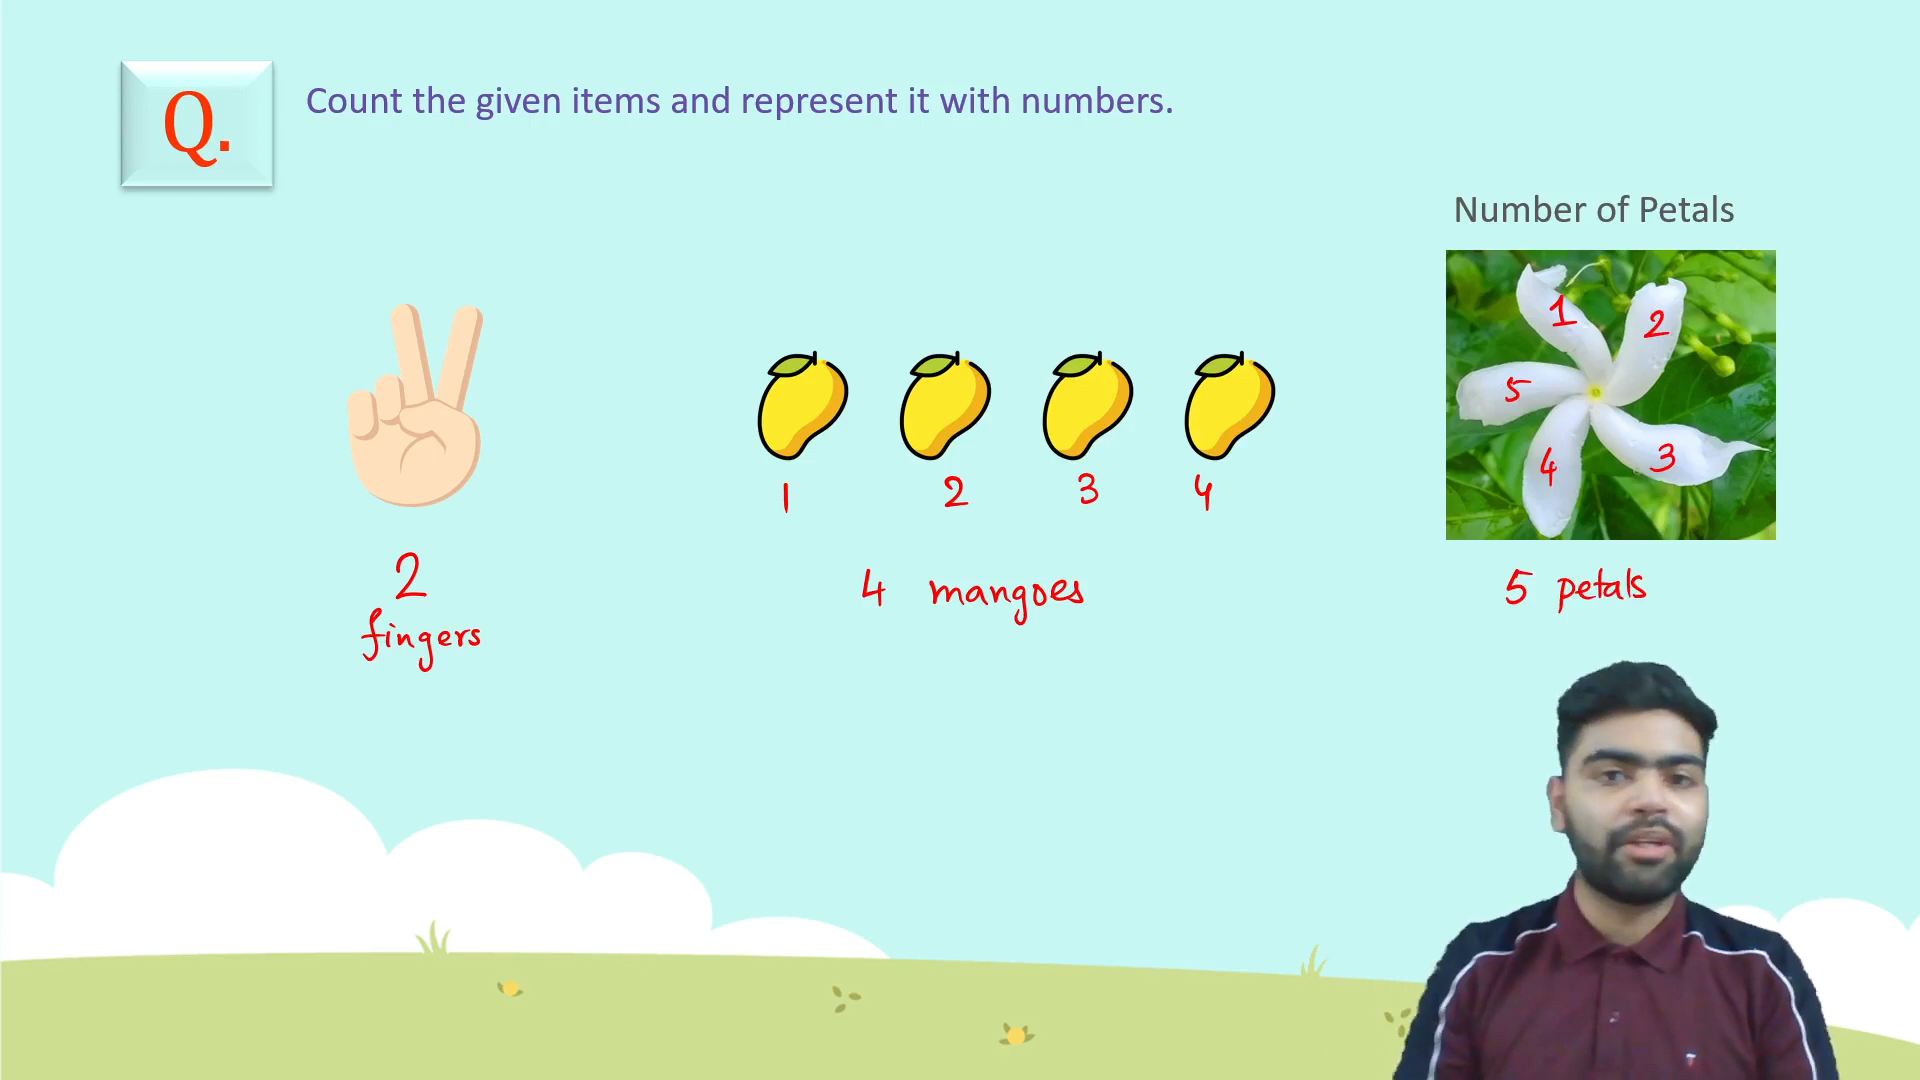 Q.
Count the given items and represent it with numbers.
Number of Petals
1
2
3
4
5
1 2 3 4
2
fingers
4 mangoes
5 petals